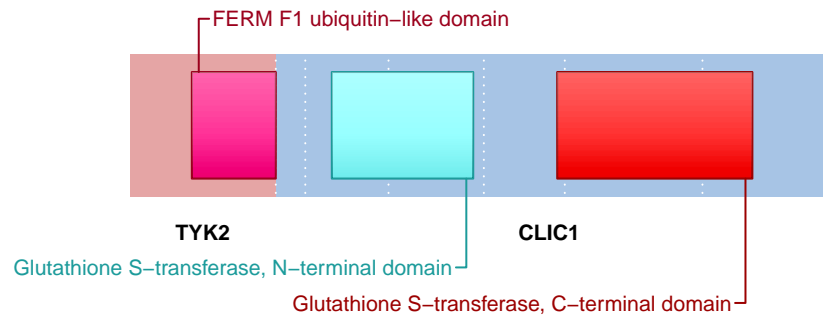 FERM F1 ubiquitin−like domain
TYK2
CLIC1
Glutathione S−transferase, N−terminal domain
Glutathione S−transferase, C−terminal domain